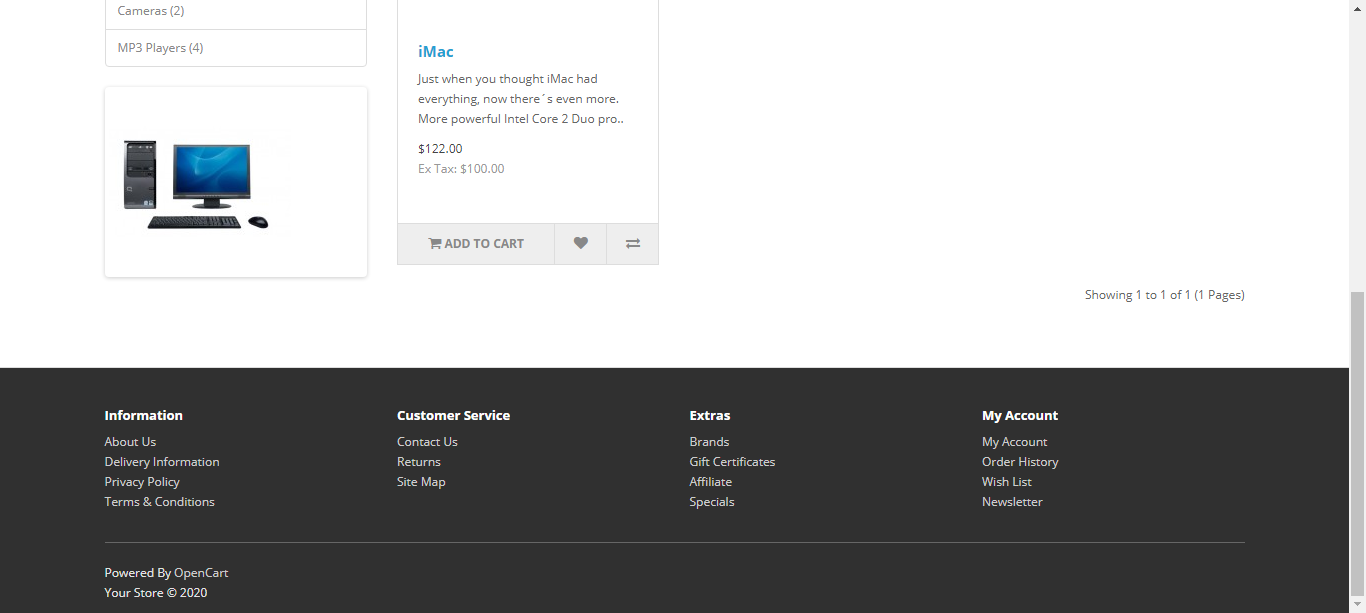 Cameras (2)
MP3 Players (4)
iMac
Just when you thought iMac had
everything, now there´s even more.
More powerful Intel Core 2 Duo pro..
$122.00
Ex Tax: $100.00
ADD TO CART
Showing 1 to 1 of 1 (1 Pages)
Information
About Us
Delivery Information
Privacy Policy
Terms & Conditions
Customer Service
Contact Us
Returns
Site Map
Extras
Brands
Gift Certificates
Affiliate
Specials
My Account
My Account
Order History
Wish List
Newsletter
Powered By OpenCart
Your Store © 2020